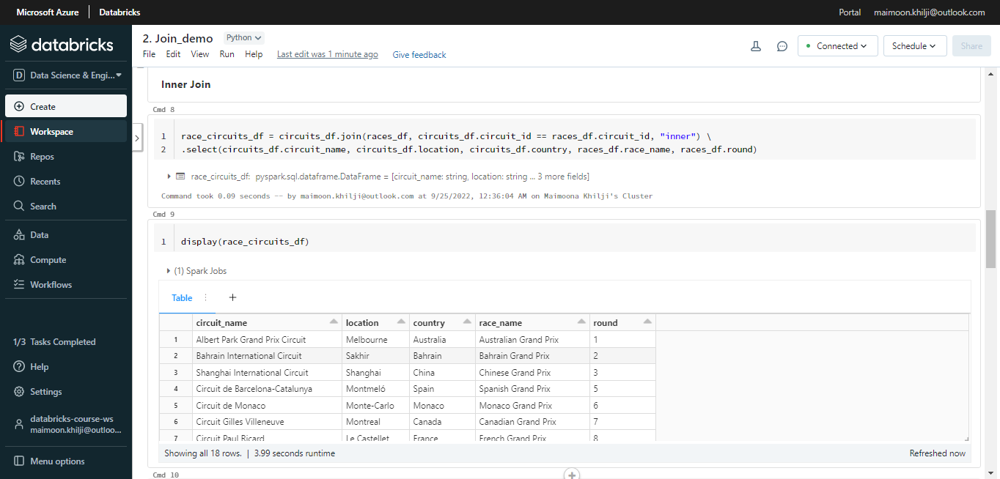 Microsoft Azure | Databricks Portal maimoon.khilji@outlook.com
databricks
D Data Science & Engi...
Create
Workspace
Repos
Recents
Search
Data
Compute
Workflows
1/3 Tasks Completed
Help
Settings
databricks-course-ws
maimoon.khilji@outloo...
Menu options
2. Join_demo Python
File Edit View Run Help Last edit was 1 minute ago Give feedback
Connected Schedule Share
Inner Join
Cmd 8
1 race_circuits_df = circuits_df.join(races_df, circuits_df.circuit_id == races_df.circuit_id, "inner") \
2 .select(circuits_df.circuit_name, circuits_df.location, circuits_df.country, races_df.race_name, races_df.round)
race_circuits_df: pyspark.sql.dataframe.DataFrame = [circuit_name: string, location: string ... 3 more fields]
Command took 0.09 seconds -- by maimoon.khilji@outlook.com at 9/25/2022, 12:36:04 AM on Maimoona Khilji's Cluster
Cmd 9
1 display(race_circuits_df)
(1) Spark Jobs
Table +
circuit_name location country race_name round
1 Albert Park Grand Prix Circuit Melbourne Australia Australian Grand Prix 1
2 Bahrain International Circuit Sakhir Bahrain Bahrain Grand Prix 2
3 Shanghai International Circuit Shanghai China Chinese Grand Prix 3
4 Circuit de Barcelona-Catalunya Montmeló Spain Spanish Grand Prix 5
5 Circuit de Monaco Monte-Carlo Monaco Monaco Grand Prix 6
6 Circuit Gilles Villeneuve Montreal Canada Canadian Grand Prix 7
7 Circuit Paul Ricard Le Castellet France French Grand Prix 8
Showing all 18 rows. | 3.99 seconds runtime Refreshed now
Cmd 10